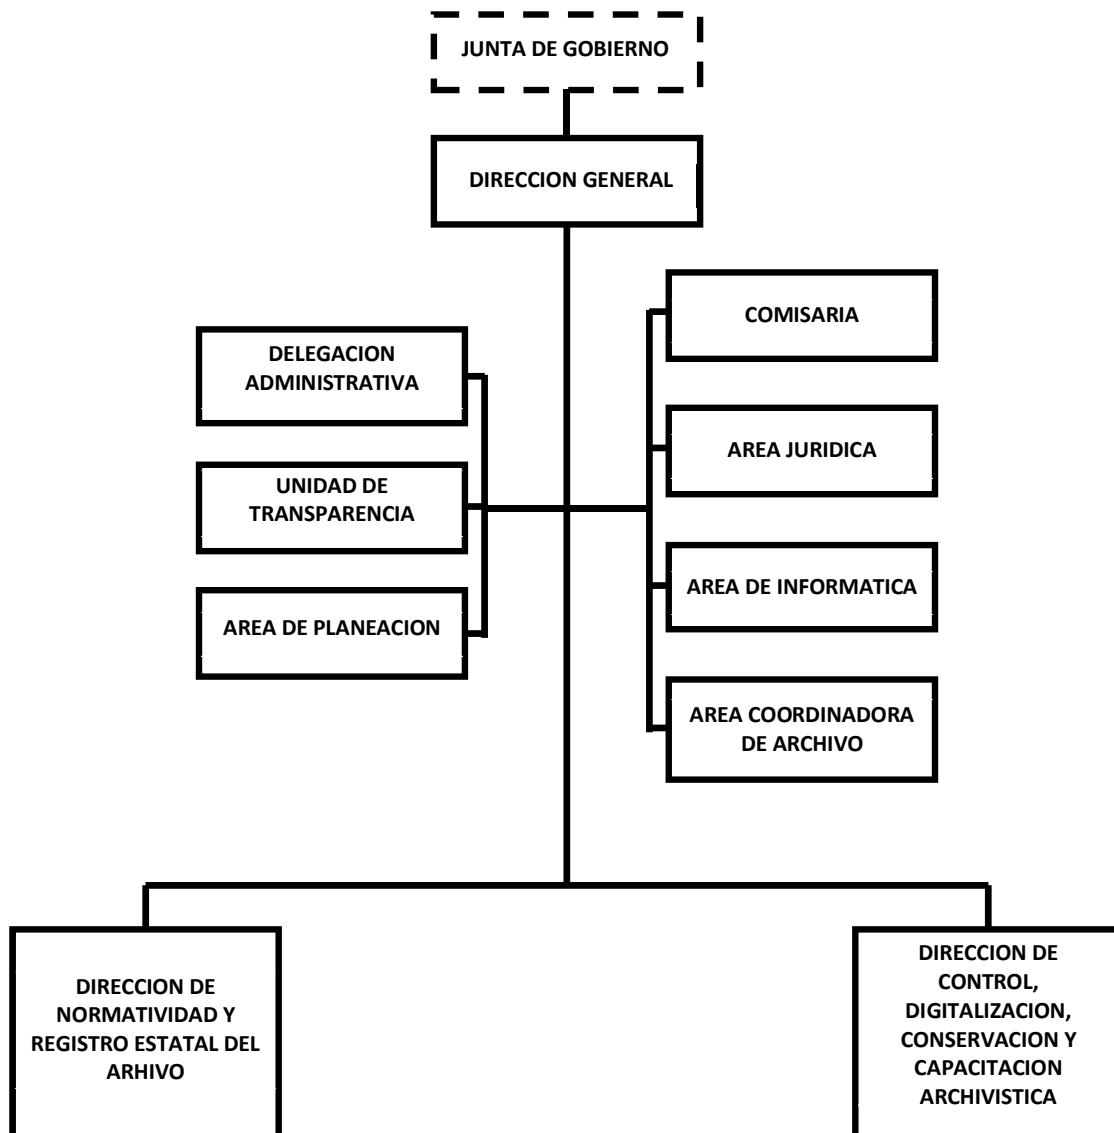 JUNTA DE GOBIERNO
DIRECCION GENERAL
COMISARIA
DELEGACION
ADMINISTRATIVA
AREA JURIDICA
UNIDAD DE
TRANSPARENCIA
AREA DE INFORMATICA
AREA DE PLANEACION
AREA COORDINADORA
DE ARCHIVO
DIRECCION DE
NORMATIVIDAD Y
REGISTRO ESTATAL DEL
ARHIVO
DIRECCION DE
CONTROL,
DIGITALIZACION,
CONSERVACION Y
CAPACITACION
ARCHIVISTICA